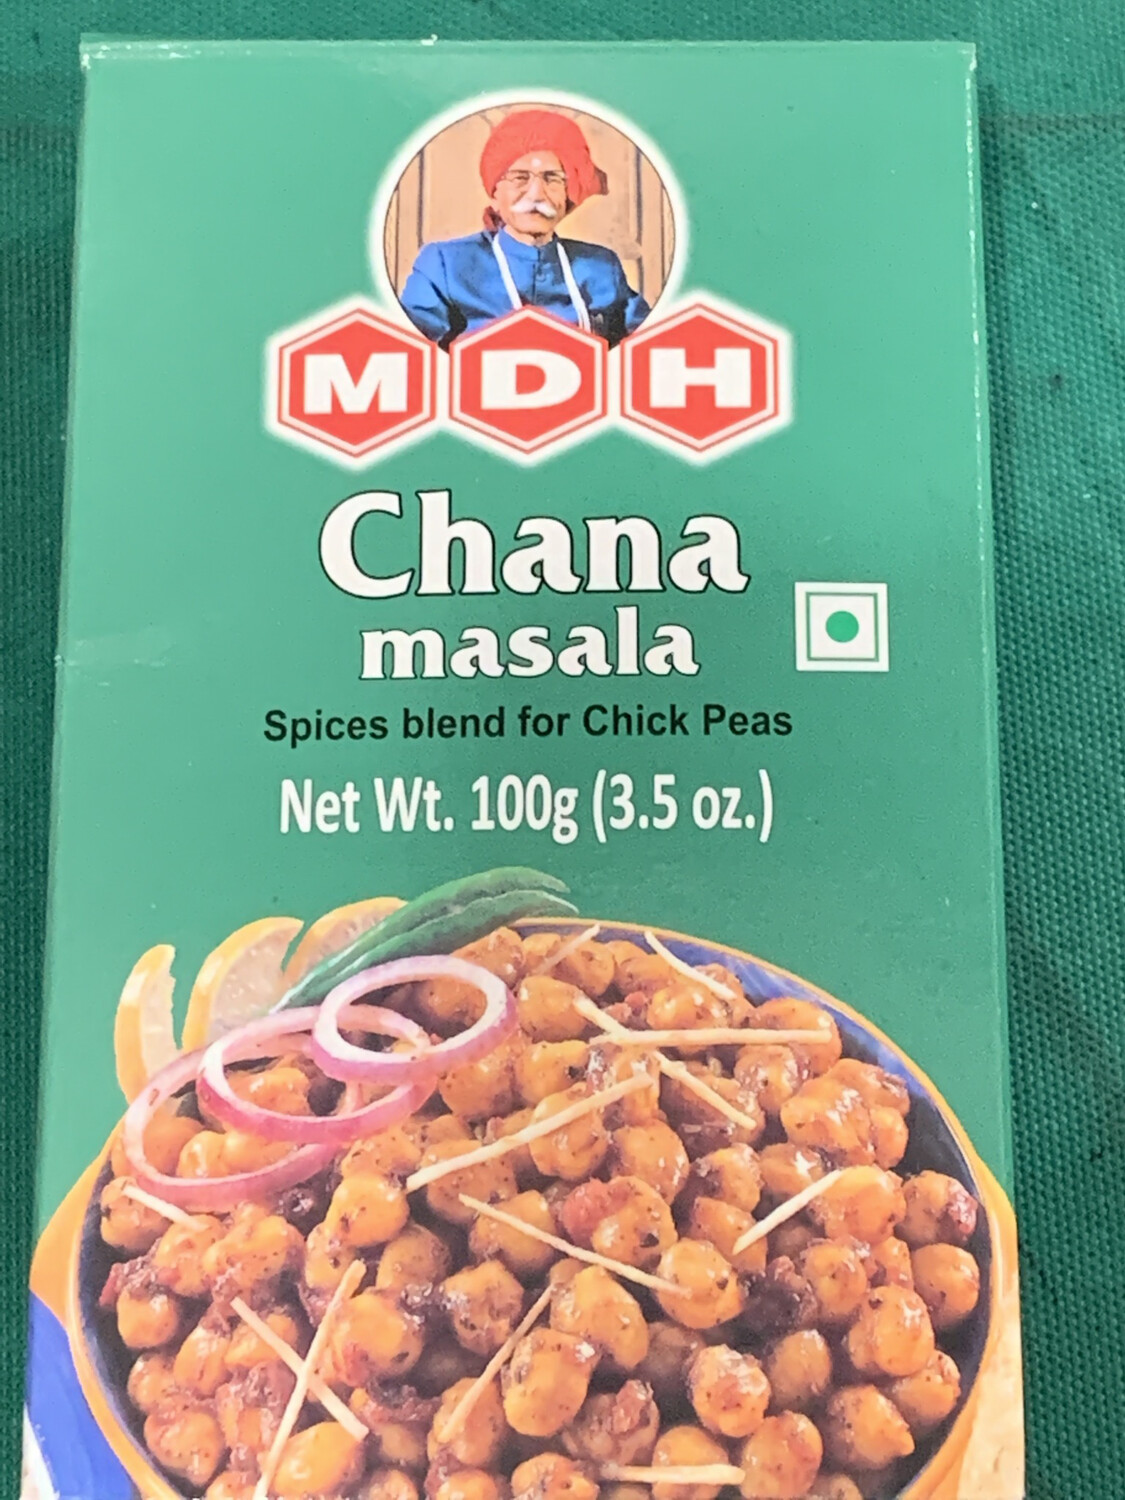 MDH
Chana
masala
Spices blend for Chick Peas
Net Wt. 100g (3.5 oz.)